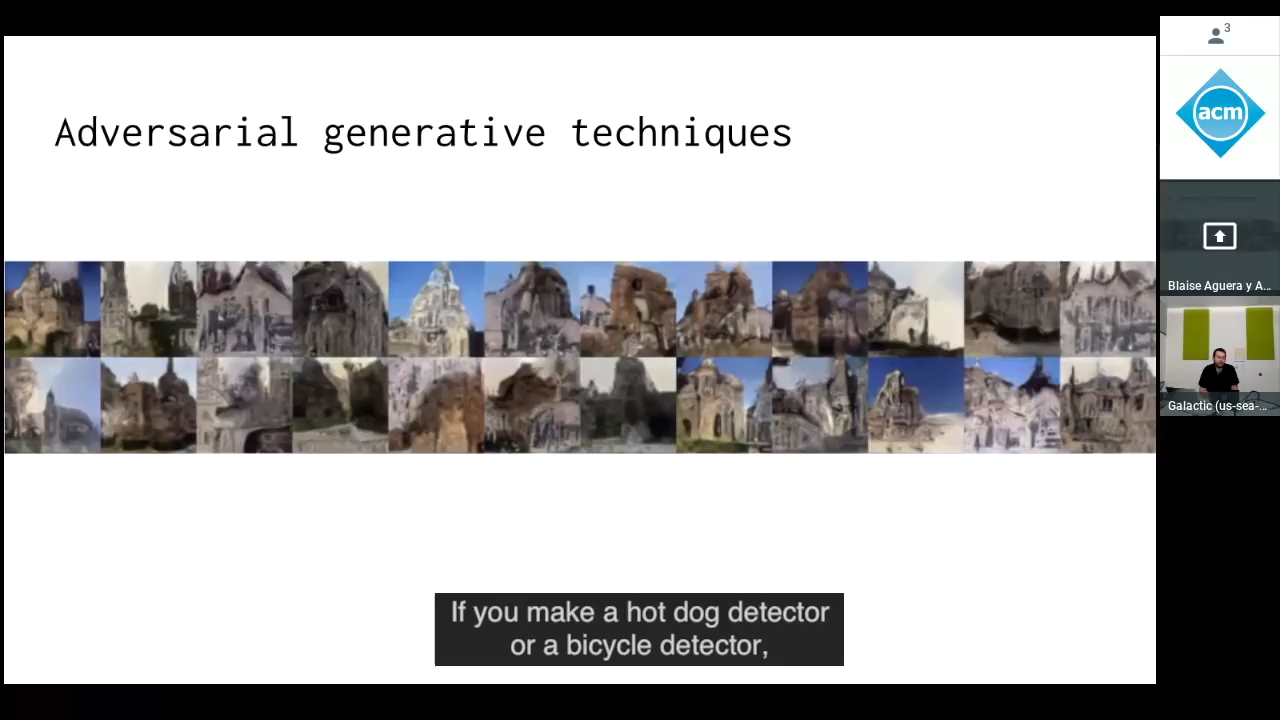 Adversarial generative techniques
If you make a hot dog detector
or a bicycle detector,
3
acm
Blaise Aguera y A...
Galactic (us-sea-...